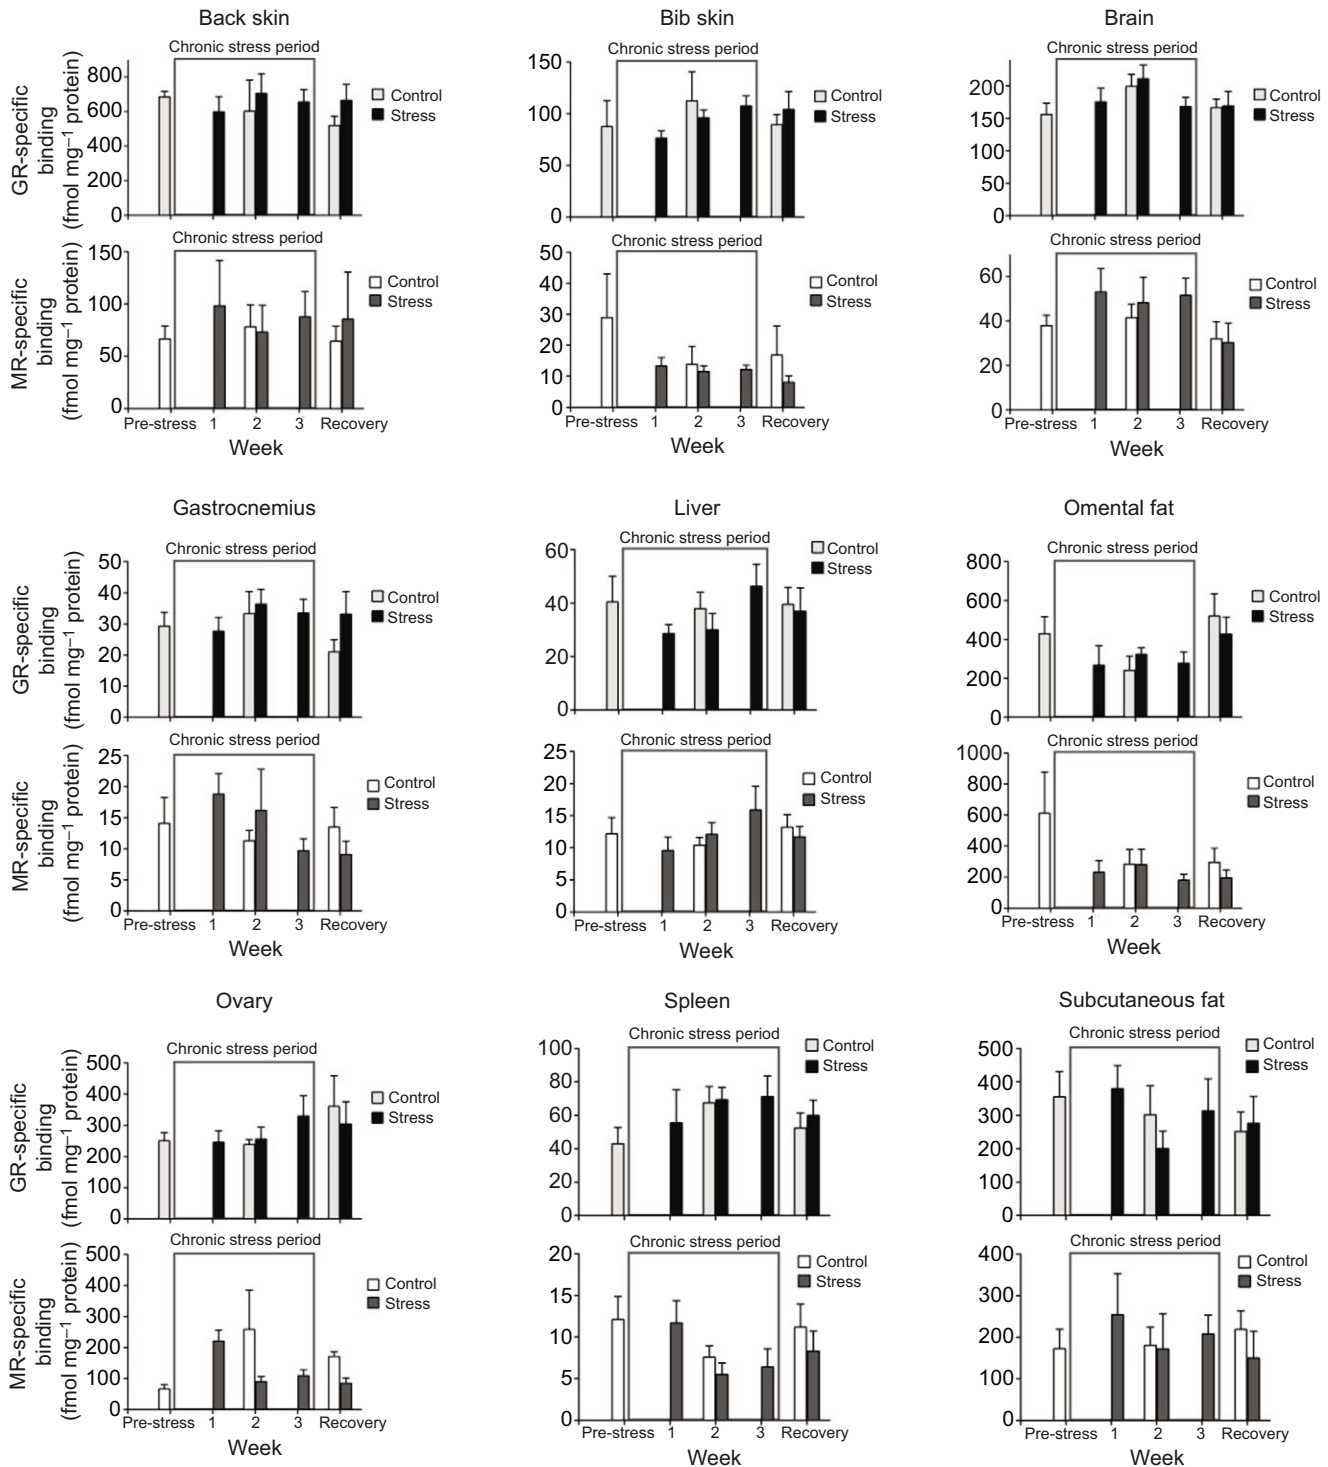 Back skin
Chronic stress period
GR-specific
binding
(fmol mg−1 protein)
800
600
400
200
0
Control
Stress
Chronic stress period
MR-specific
binding
(fmol mg−1 protein)
150
100
50
0
Control
Stress
Pre-stress 1 2 3 Recovery
Week
Bib skin
Chronic stress period
150
100
50
0
Control
Stress
Chronic stress period
50
40
30
20
10
0
Control
Stress
Pre-stress 1 2 3 Recovery
Week
Brain
Chronic stress period
200
150
100
50
0
Control
Stress
Chronic stress period
60
40
20
0
Control
Stress
Pre-stress 1 2 3 Recovery
Week
Gastrocnemius
Chronic stress period
GR-specific
binding
(fmol mg−1 protein)
50
40
30
20
10
0
Control
Stress
Chronic stress period
MR-specific
binding
(fmol mg−1 protein)
25
20
15
10
5
0
Control
Stress
Pre-stress 1 2 3 Recovery
Week
Liver
Chronic stress period
60
40
20
0
Control
Stress
Chronic stress period
25
20
15
10
5
0
Control
Stress
Pre-stress 1 2 3 Recovery
Week
Omental fat
Chronic stress period
800
600
400
200
0
Control
Stress
Chronic stress period
1000
800
600
400
200
0
Control
Stress
Pre-stress 1 2 3 Recovery
Week
Ovary
Chronic stress period
GR-specific
binding
(fmol mg−1 protein)
500
400
300
200
100
0
Control
Stress
Chronic stress period
MR-specific
binding
(fmol mg−1 protein)
500
400
300
200
100
0
Control
Stress
Pre-stress 1 2 3 Recovery
Week
Spleen
Chronic stress period
100
80
60
40
20
0
Control
Stress
Chronic stress period
20
15
10
5
0
Control
Stress
Pre-stress 1 2 3 Recovery
Week
Subcutaneous fat
Chronic stress period
500
400
300
200
100
0
Control
Stress
Chronic stress period
400
300
200
100
0
Control
Stress
Pre-stress 1 2 3 Recovery
Week